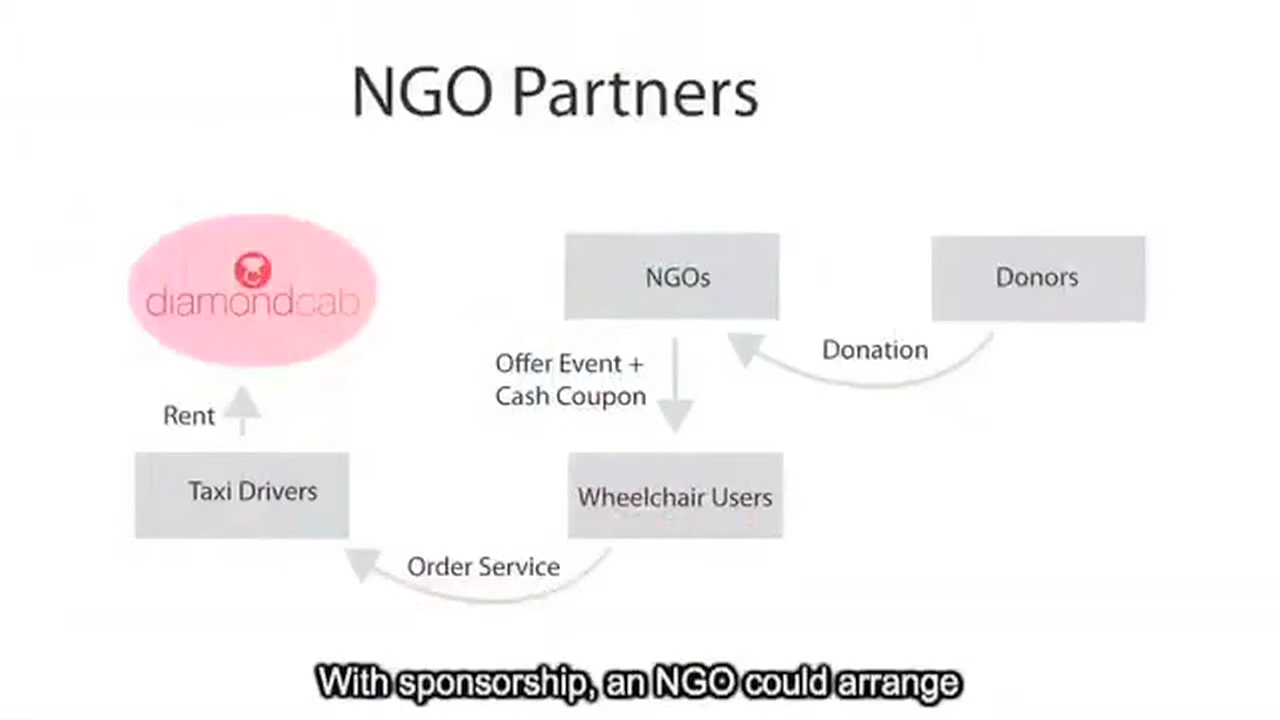 NGO Partners
diamondcab
NGOs
Donors
Offer Event +
Cash Coupon
Donation
Rent
Taxi Drivers
Wheelchair Users
Order Service
With sponsorship, an NGO could arrange